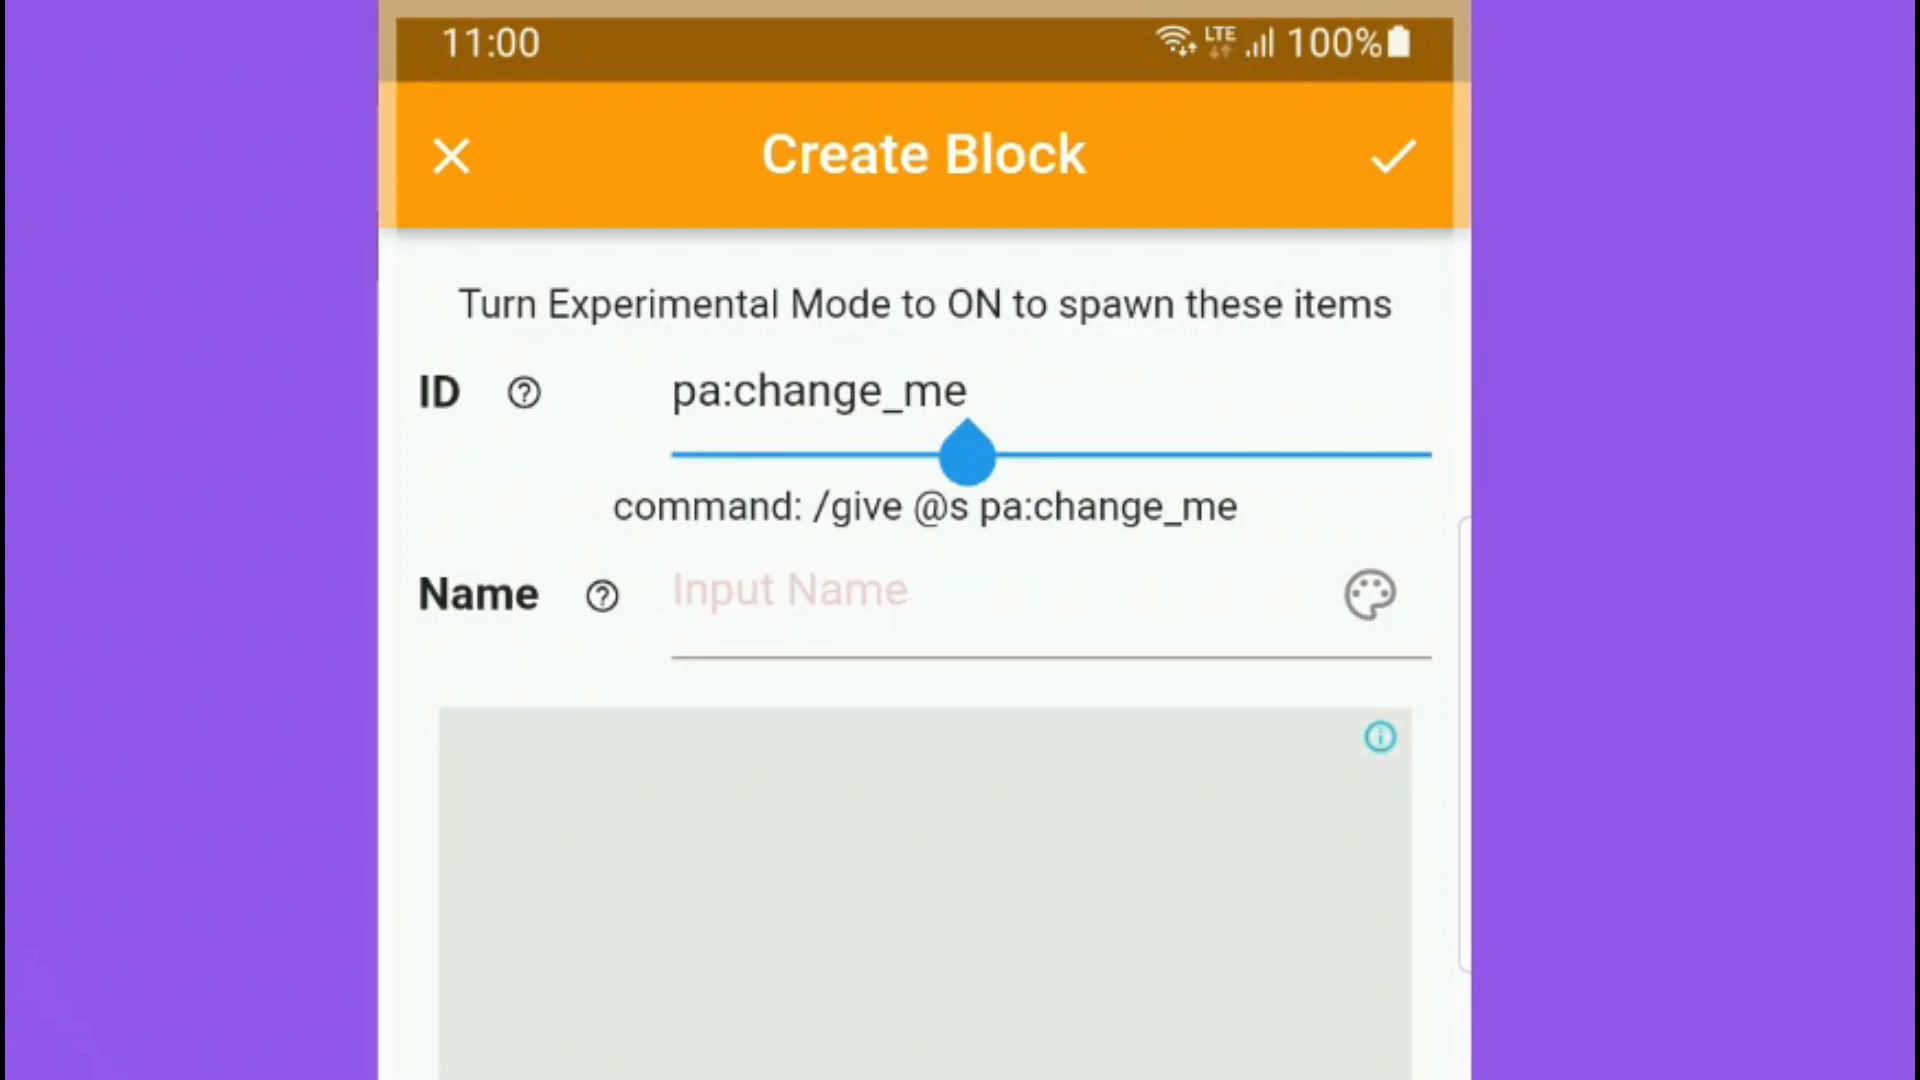 11:00 LTE 100%
Create Block
Turn Experimental Mode to ON to spawn these items
ID pa:change_me
command: /give @s pa:change_me
Name Input Name